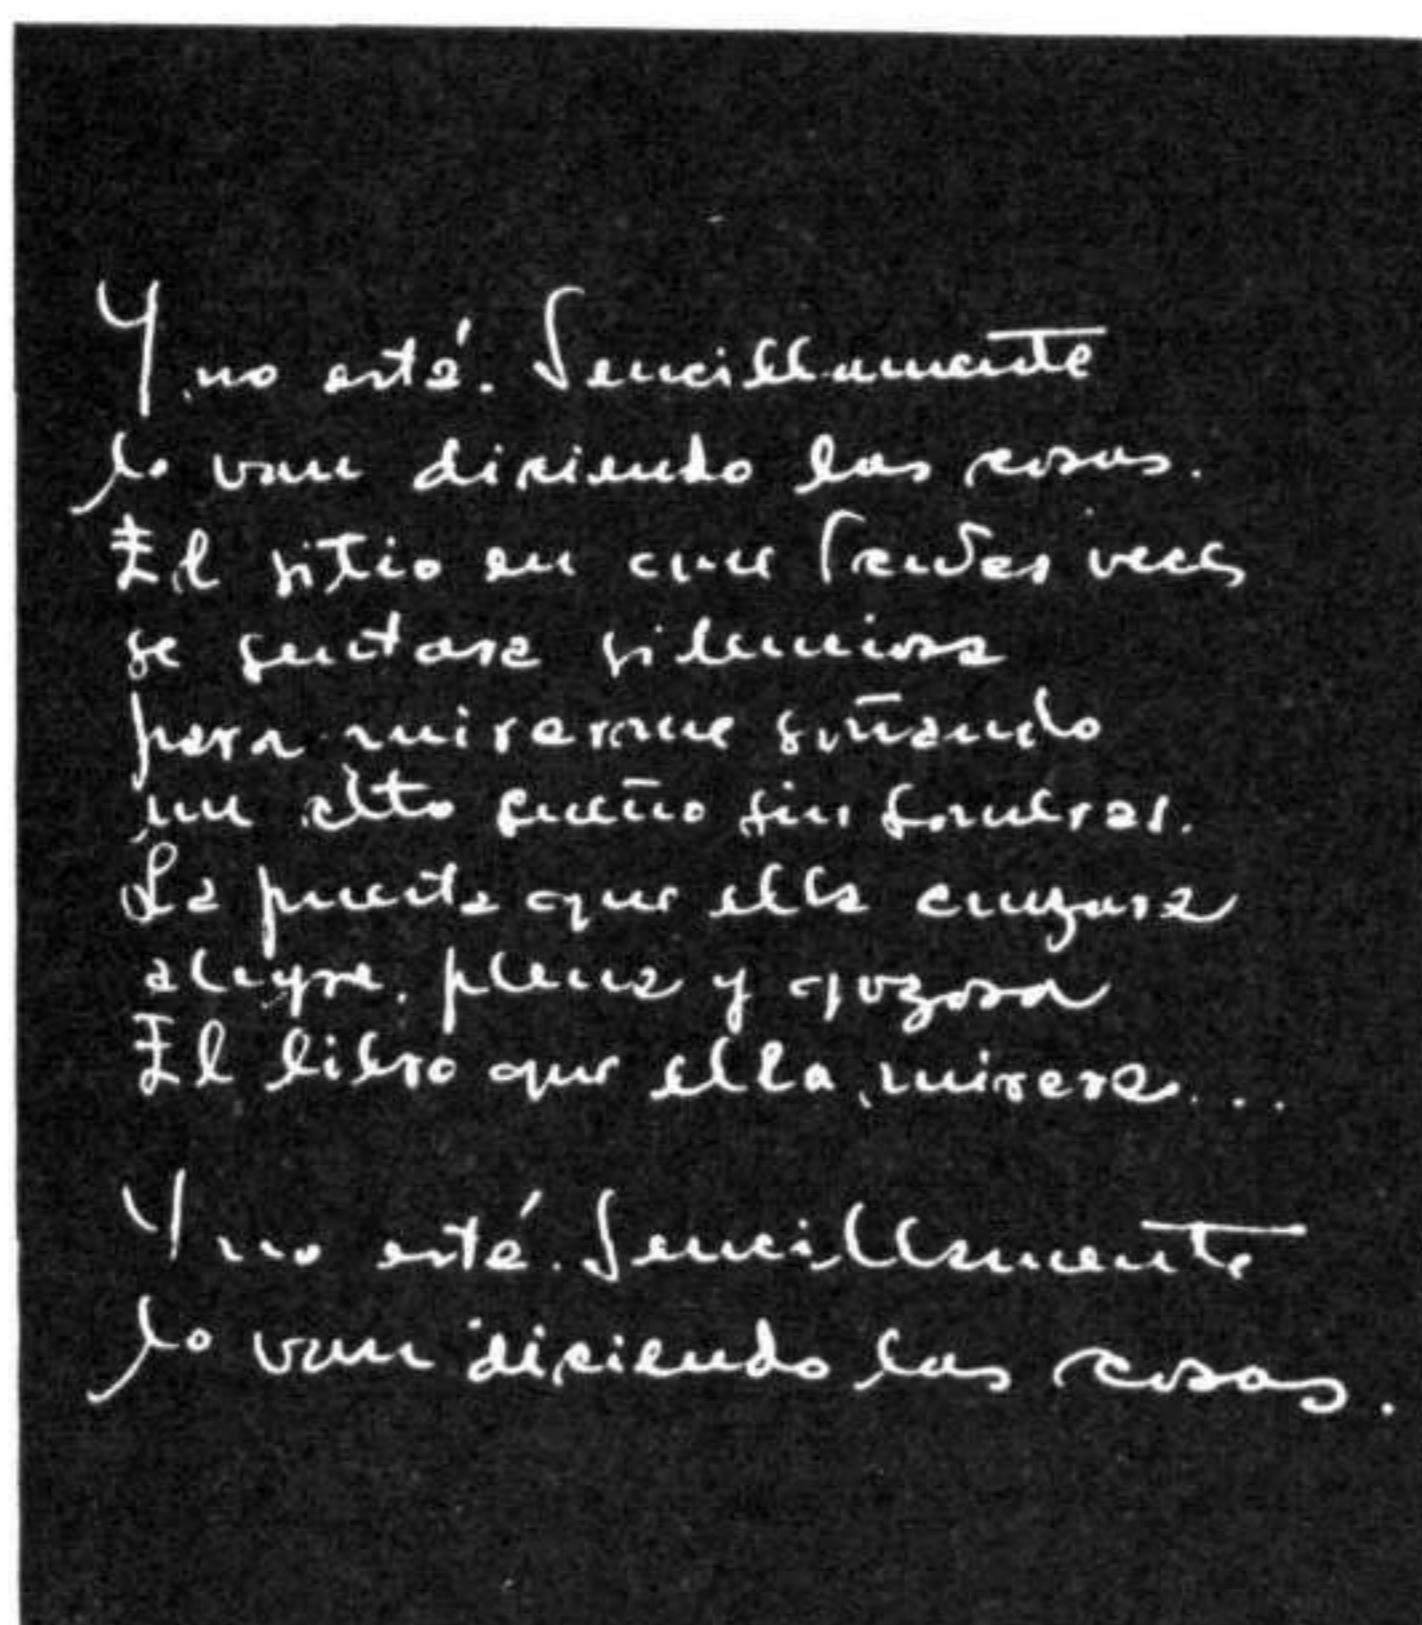 Y no está. Sencillamente
lo van diciendo las cosas.
El sitio en que tantas veces
se sentara silenciosa
para mirarme soñando
un alto sueño sin sombras.
La puerta que ella cruzara
alegre, plena y gozosa
El libro que ella mirara...
Y no está. Sencillamente
lo van diciendo las cosas.